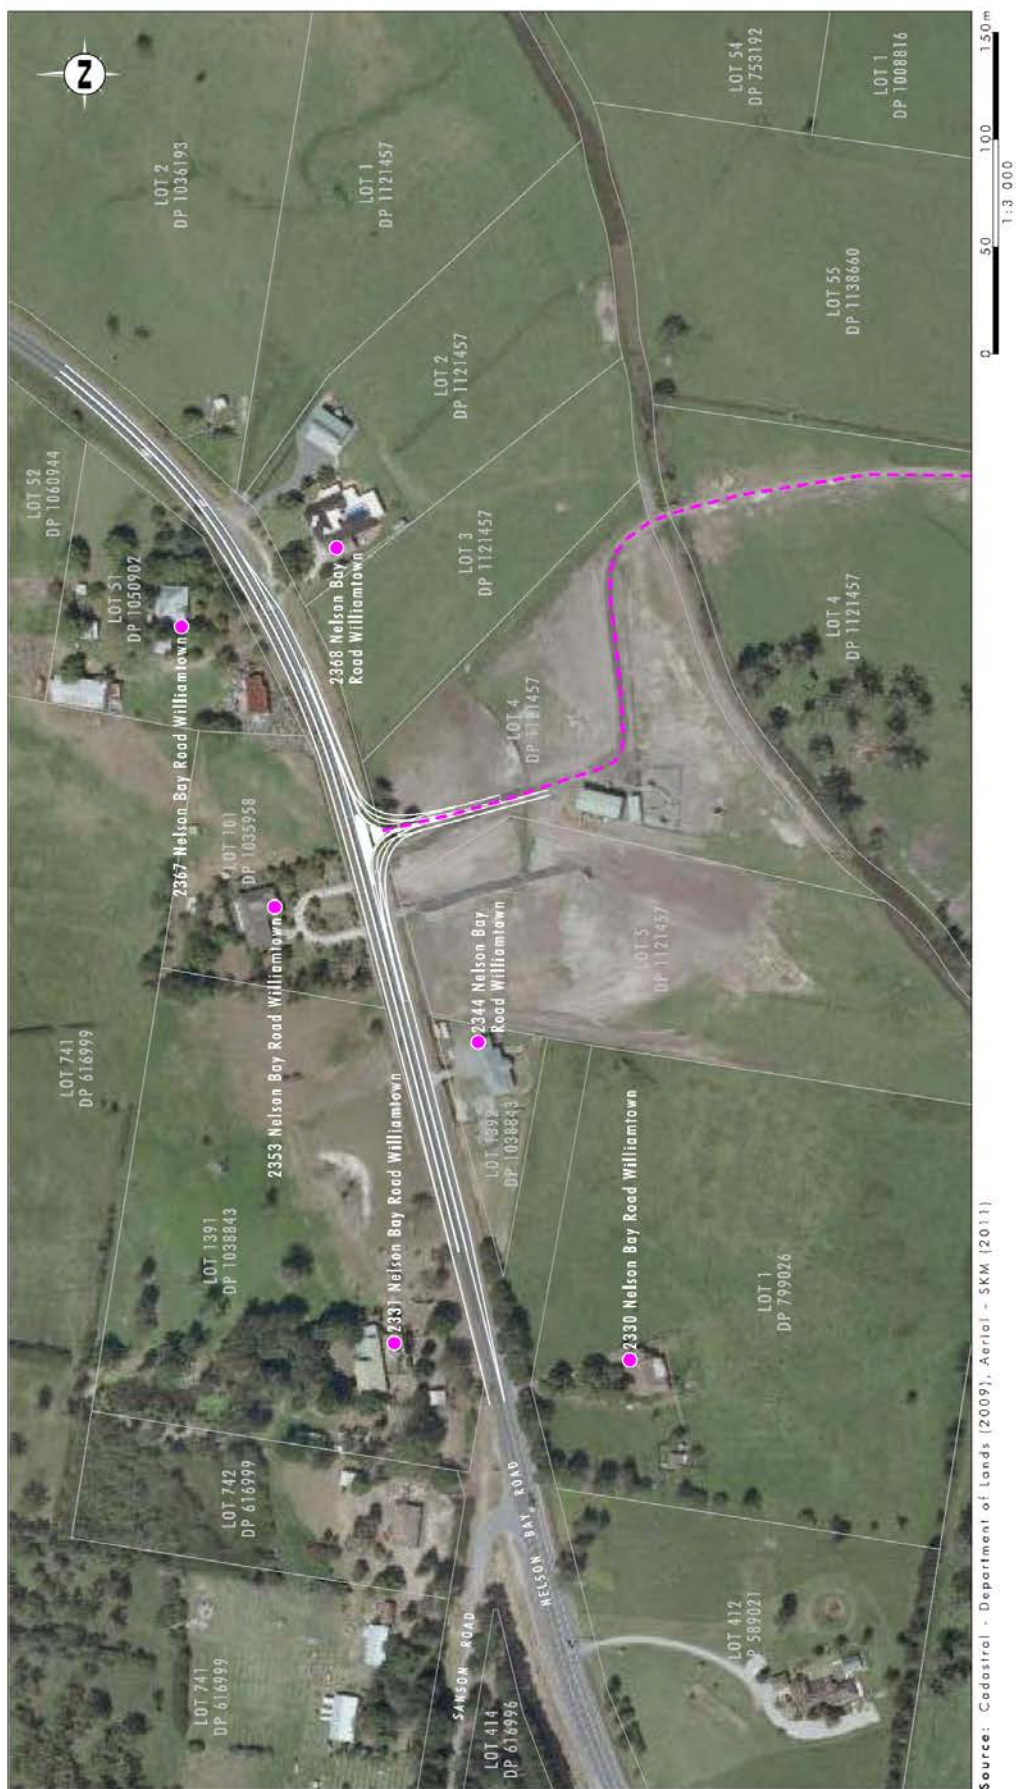 LOT 2
DP 1036193
LOT 1
DP 1121457
LOT 54
DP 753192
LOT 1
DP 1008816
LOT 52
DP 1060944
LOT 51
DP 1050902
2367 Nelson Bay Road Williamtown
2368 Nelson Bay
Road Williamtown
LOT 2
DP 1121457
LOT 3
DP 1121457
LOT 55
DP 1138660
LOT 4
DP 1121457
LOT 4
DP 1121457
LOT 101
DP 1035958
2353 Nelson Bay Road Williamtown
2344 Nelson Bay
Road Williamtown
LOT 5
DP 1121457
LOT 741
DP 616999
LOT 1391
DP 1038843
2331 Nelson Bay Road Williamtown
LOT 1392
DP 1038843
2330 Nelson Bay Road Williamtown
LOT 1
DP 799026
LOT 742
DP 616999
LOT 741
DP 616999
SANSON ROAD
NELSON BAY ROAD
LOT 414
DP 616996
LOT 412
P 589021
N
0 50 100 150m
1:3 000
Source: Cadastral - Department of Lands (2009), Aerial - SKM (2011)